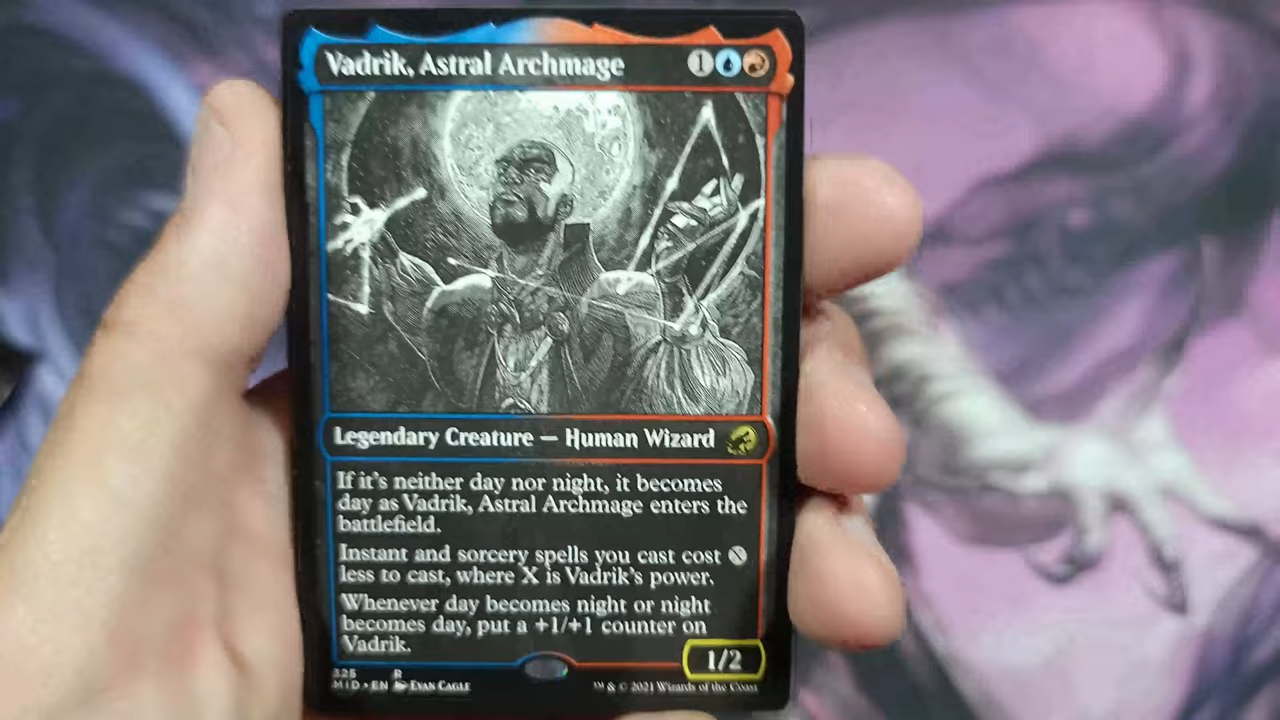 Vadrik, Astral Archmage 1
Legendary Creature — Human Wizard
If it's neither day nor night, it becomes
day as Vadrik, Astral Archmage enters the
battlefield.
Instant and sorcery spells you cast cost X
less to cast, where X is Vadrik's power.
Whenever day becomes night or night
becomes day, put a +1/+1 counter on
Vadrik.
1/2
325 R
MID • EN EVAN CAGLE ™ & © 2021 Wizards of the Coast